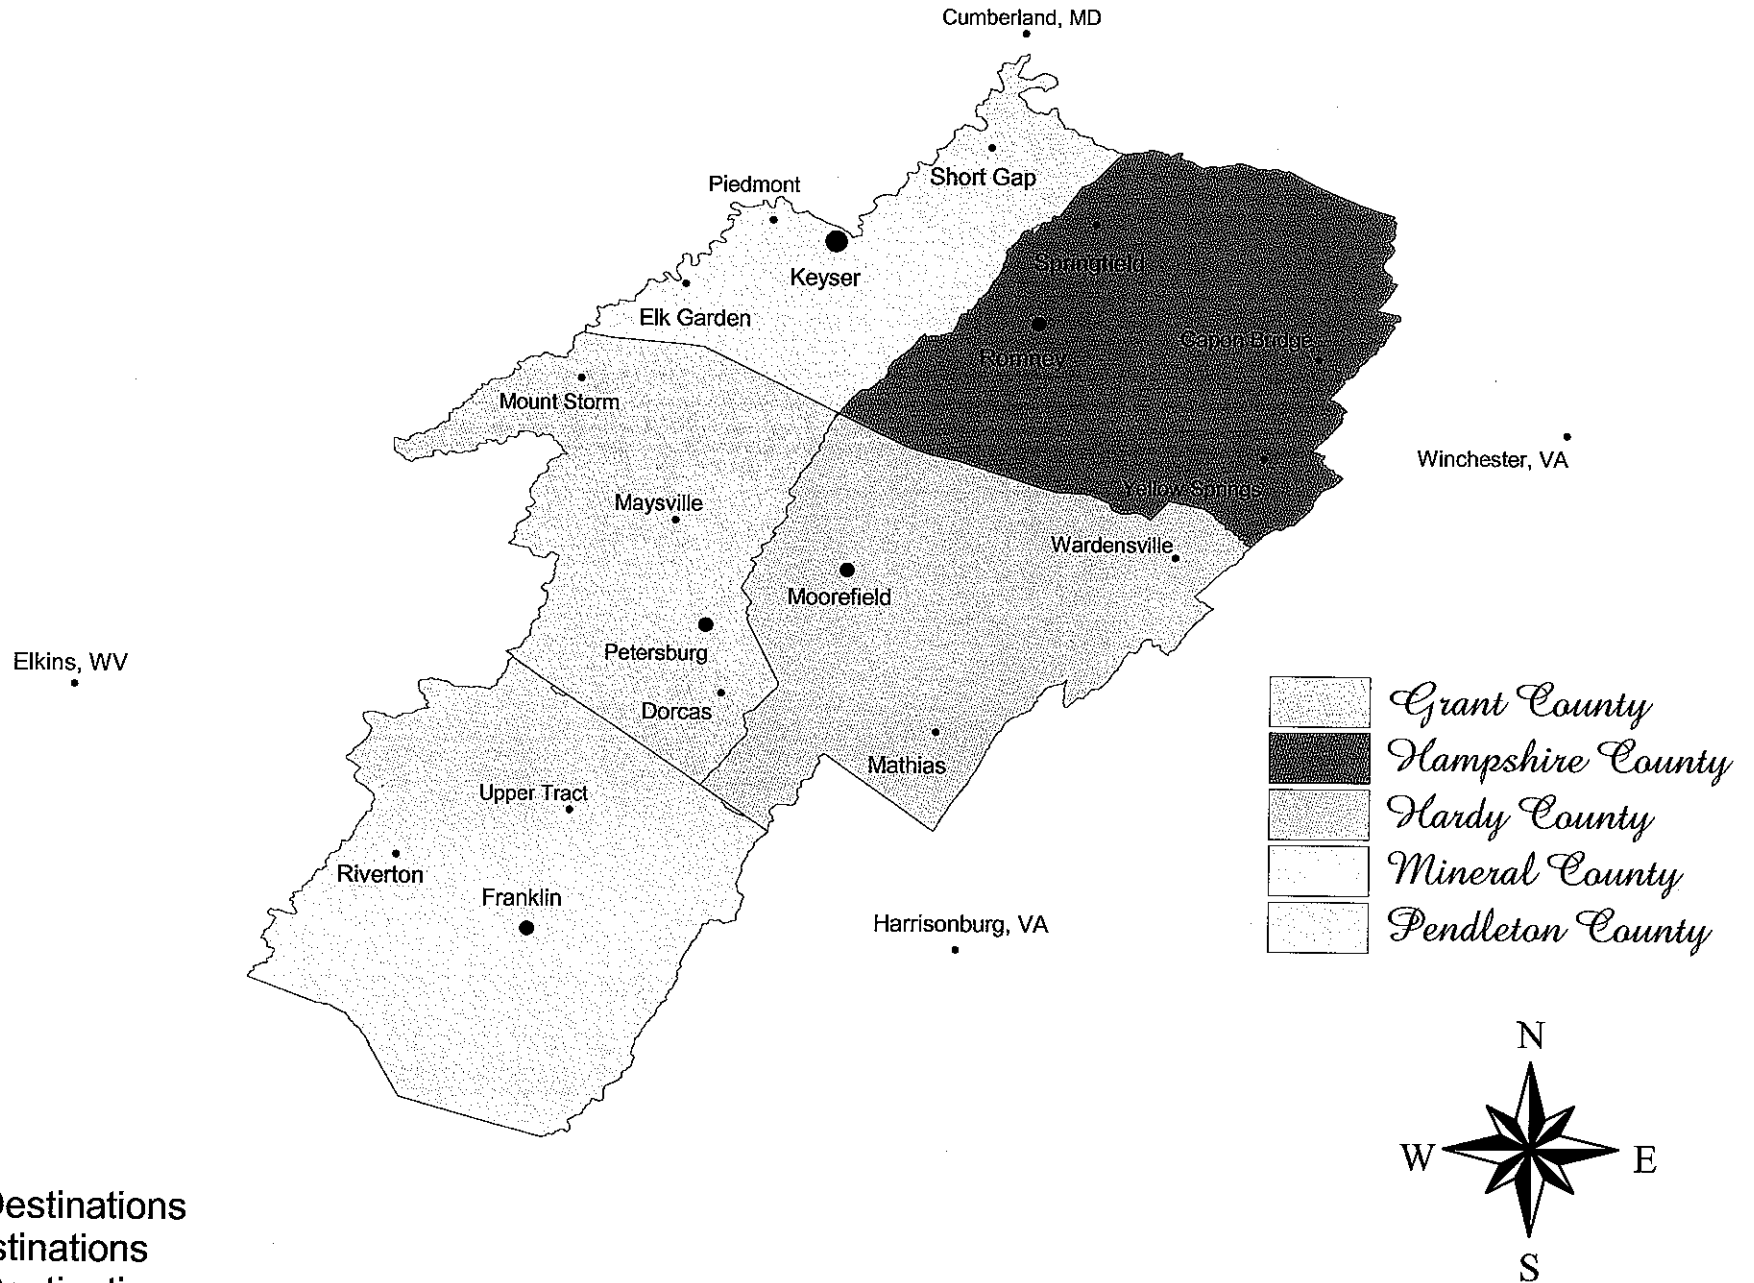 Cumberland, MD
Short Gap
Piedmont
Keyser
Springfield
Elk Garden
Romney
Capon Bridge
Mount Storm
Winchester, VA
Yellow Springs
Maysville
Wardensville
Moorefield
Petersburg
Elkins, WV
Dorcas
Mathias
Upper Tract
Riverton
Franklin
Harrisonburg, VA
Grant County
Hampshire County
Hardy County
Mineral County
Pendleton County
N
W E
S
Destinations
stinations